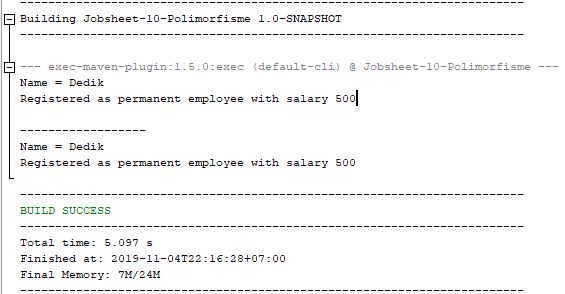 ------------------------------------------------------------------------
Building Jobsheet-10-Polimorfisme 1.0-SNAPSHOT
------------------------------------------------------------------------
--- exec-maven-plugin:1.5.0:exec (default-cli) @ Jobsheet-10-Polimorfisme ---
Name = Dedik
Registered as permanent employee with salary 500
------------------
Name = Dedik
Registered as permanent employee with salary 500
------------------------------------------------------------------------
BUILD SUCCESS
------------------------------------------------------------------------
Total time: 5.097 s
Finished at: 2019-11-04T22:16:28+07:00
Final Memory: 7M/24M
------------------------------------------------------------------------